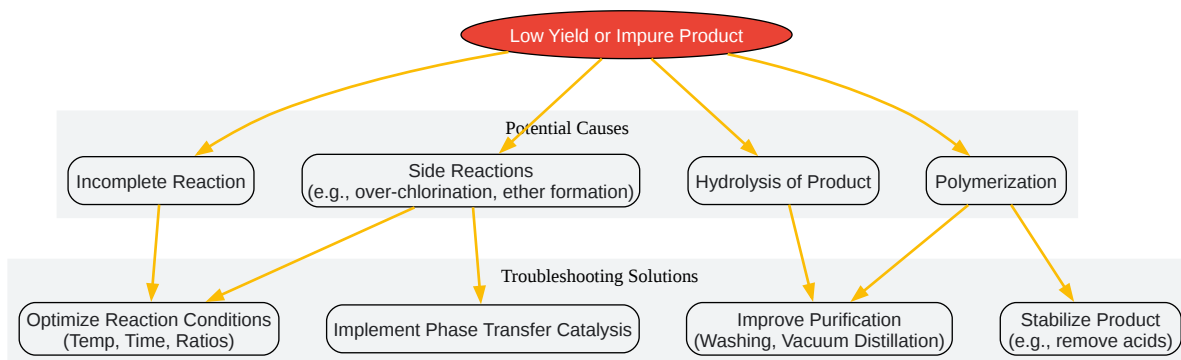 Low Yield or Impure Product
Potential Causes
Incomplete Reaction
Side Reactions
(e.g., over-chlorination, ether formation)
Hydrolysis of Product
Polymerization
Troubleshooting Solutions
Optimize Reaction Conditions
(Temp, Time, Ratios)
Implement Phase Transfer Catalysis
Improve Purification
(Washing, Vacuum Distillation)
Stabilize Product
(e.g., remove acids)